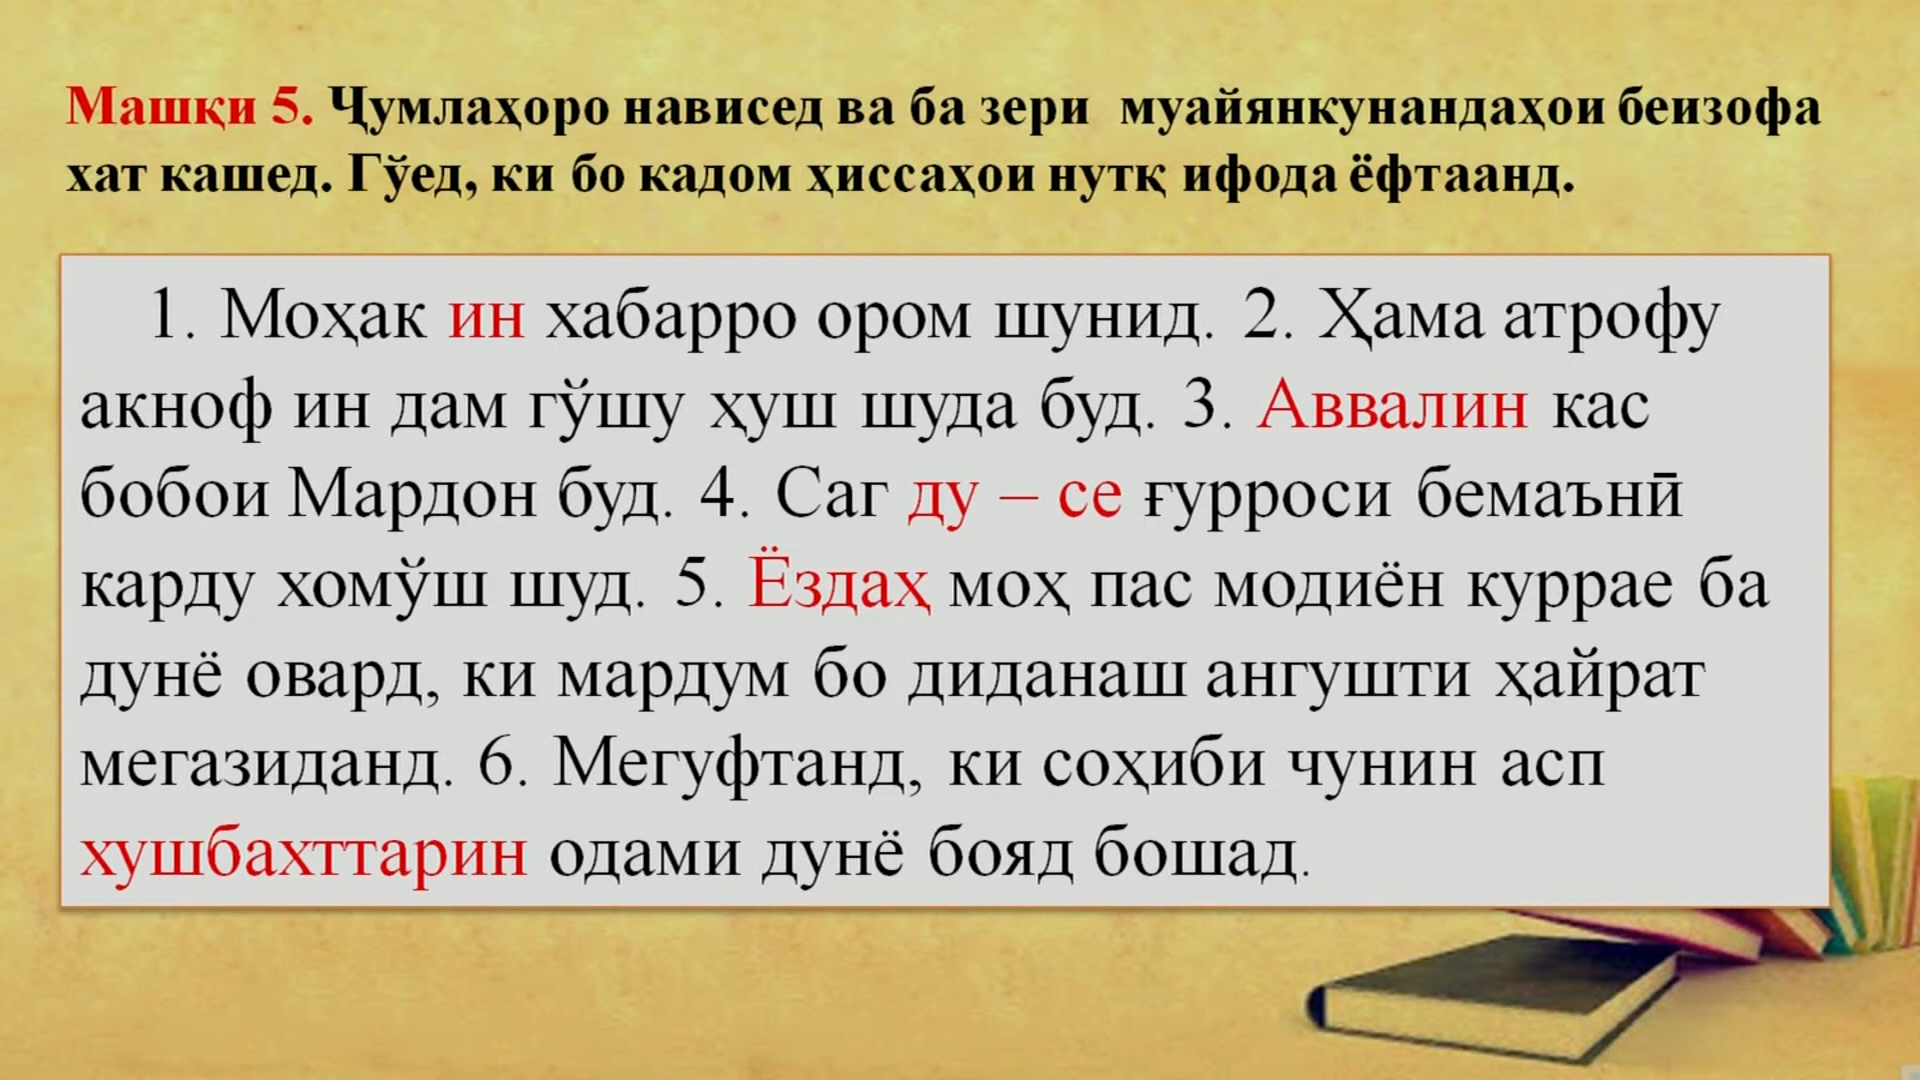 Машқи 5. Ҷумлаҳоро нависед ва ба зери муайянкунандаҳои беизофа
хат кашед. Гӯед, ки бо кадом ҳиссаҳои нутқ ифода ёфтаанд.
1. Моҳак ин хабарро ором шунид. 2. Ҳама атрофу
акноф ин дам гӯшу ҳуш шуда буд. 3. Аввалин кас
бобои Мардон буд. 4. Саг ду – се ғурроси бемаънӣ
карду хомӯш шуд. 5. Ёздаҳ моҳ пас модиён куррае ба
дунё овард, ки мардум бо диданаш ангушти ҳайрат
мегазиданд. 6. Мегуфтанд, ки соҳиби чунин асп
хушбахттарин одами дунё бояд бошад.